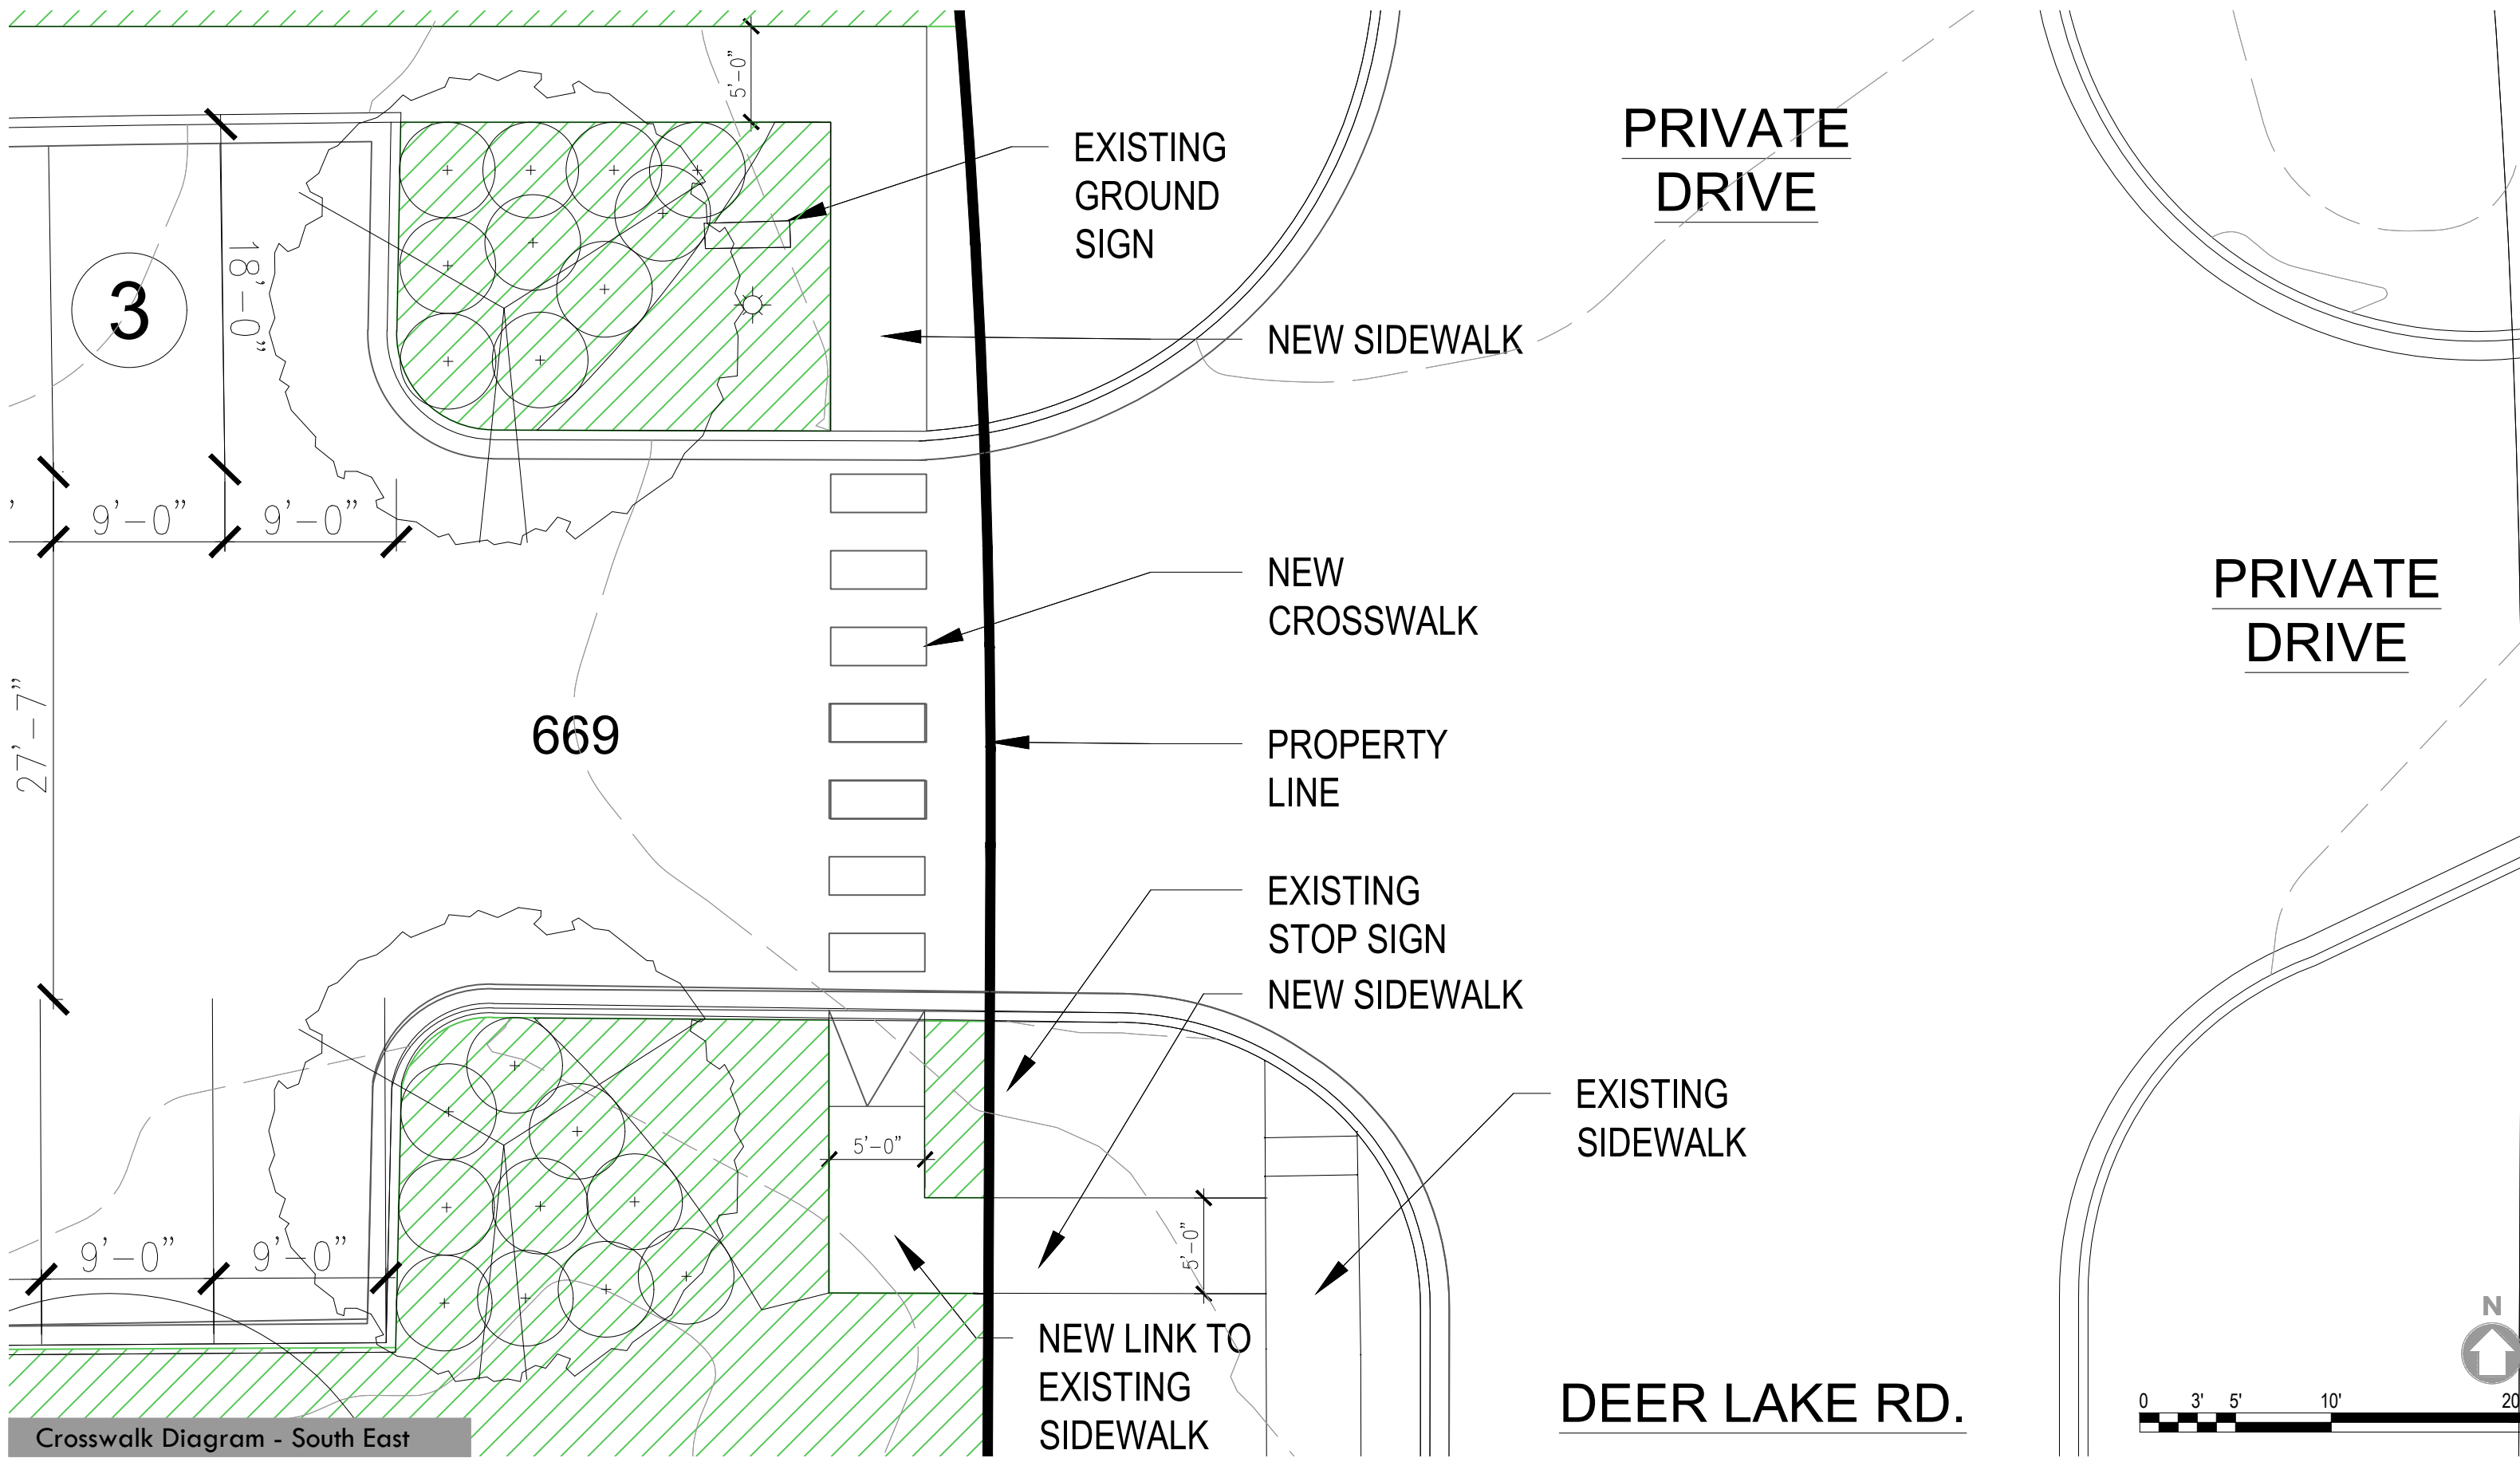 5'-0"
EXISTING
GROUND
SIGN
PRIVATE
DRIVE
3
18'-0"
NEW SIDEWALK
9'-0"
9'-0"
NEW
CROSSWALK
PRIVATE
DRIVE
27'-7"
669
PROPERTY
LINE
EXISTING
STOP SIGN
NEW SIDEWALK
EXISTING
SIDEWALK
5'-0"
5'-0"
9'-0"
9'-0"
NEW LINK TO
EXISTING
SIDEWALK
DEER LAKE RD.
N
0 3' 5' 10' 20
Crosswalk Diagram - South East